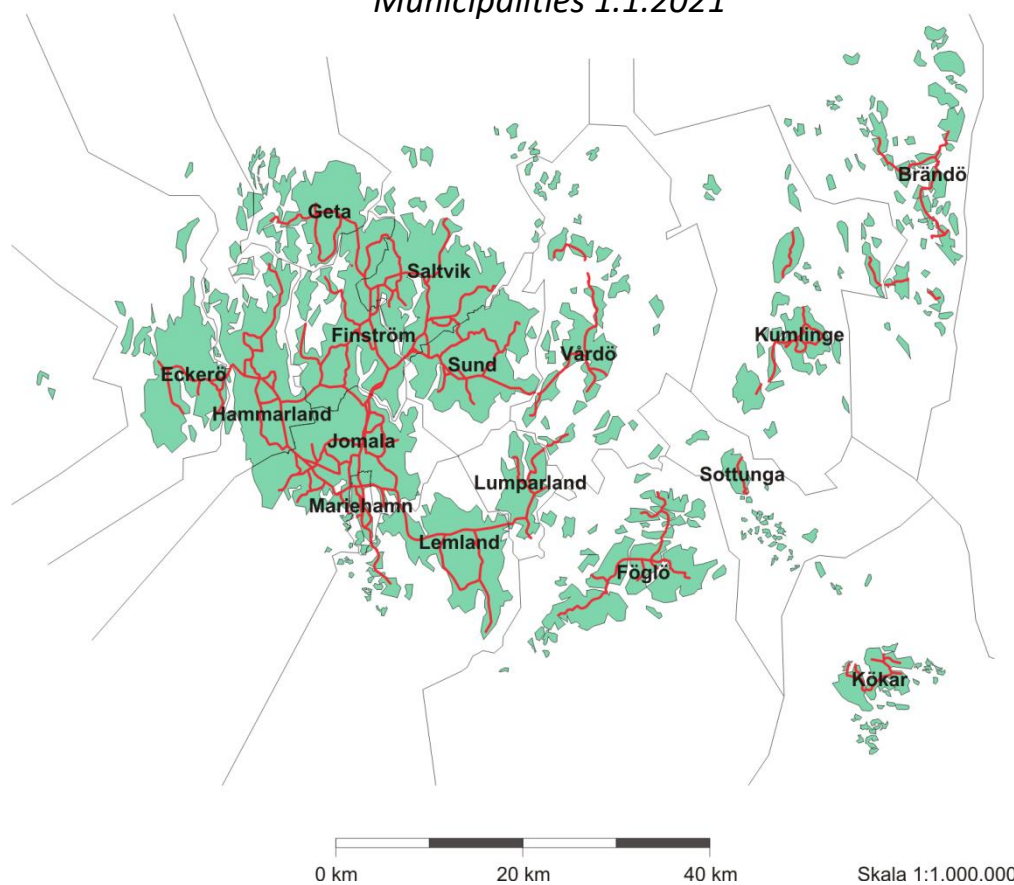 Municipalities 1.1.2021
Brändö
Geta
Saltvik
Finström
Kumlinge
Vårdö
Sund
Eckerö
Hammarland
Jomala
Sottunga
Lumparland
Mariehamn
Lemland
Föglö
Kökar
0 km 20 km 40 km Skala 1:1.000.000